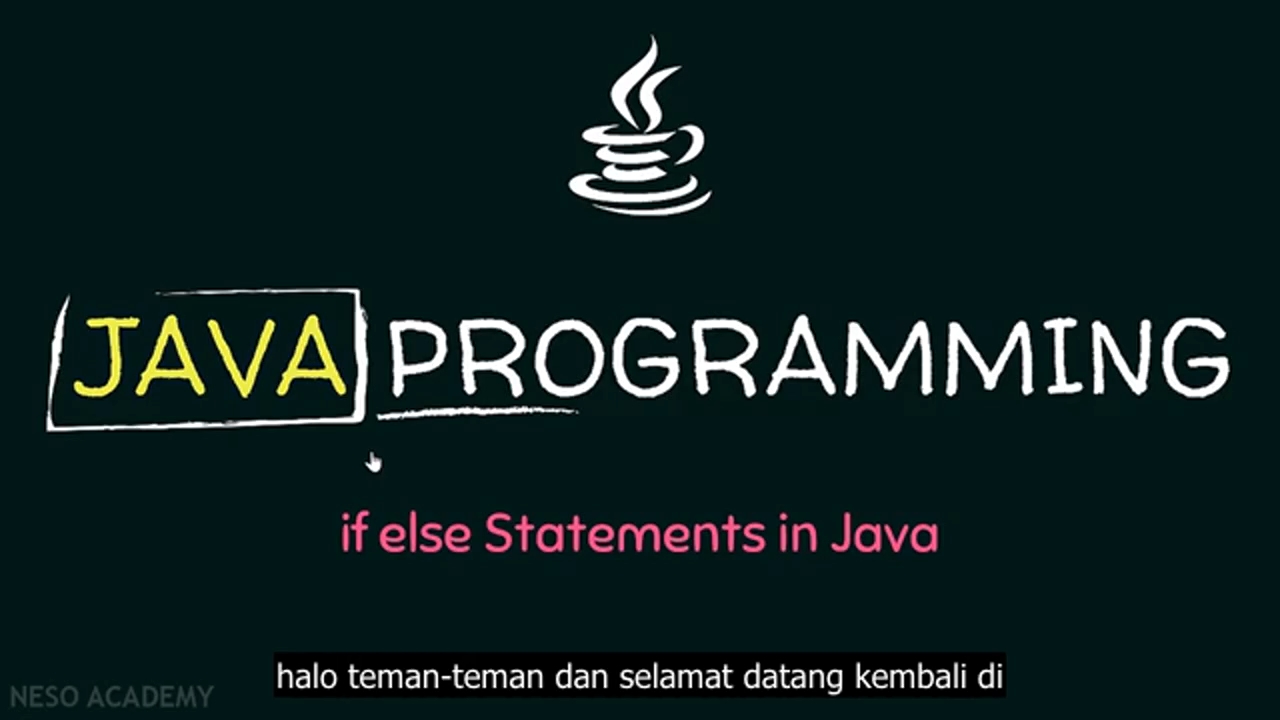 JAVA PROGRAMMING
if else Statements in Java
halo teman-teman dan selamat datang kembali di
NESO ACADEMY